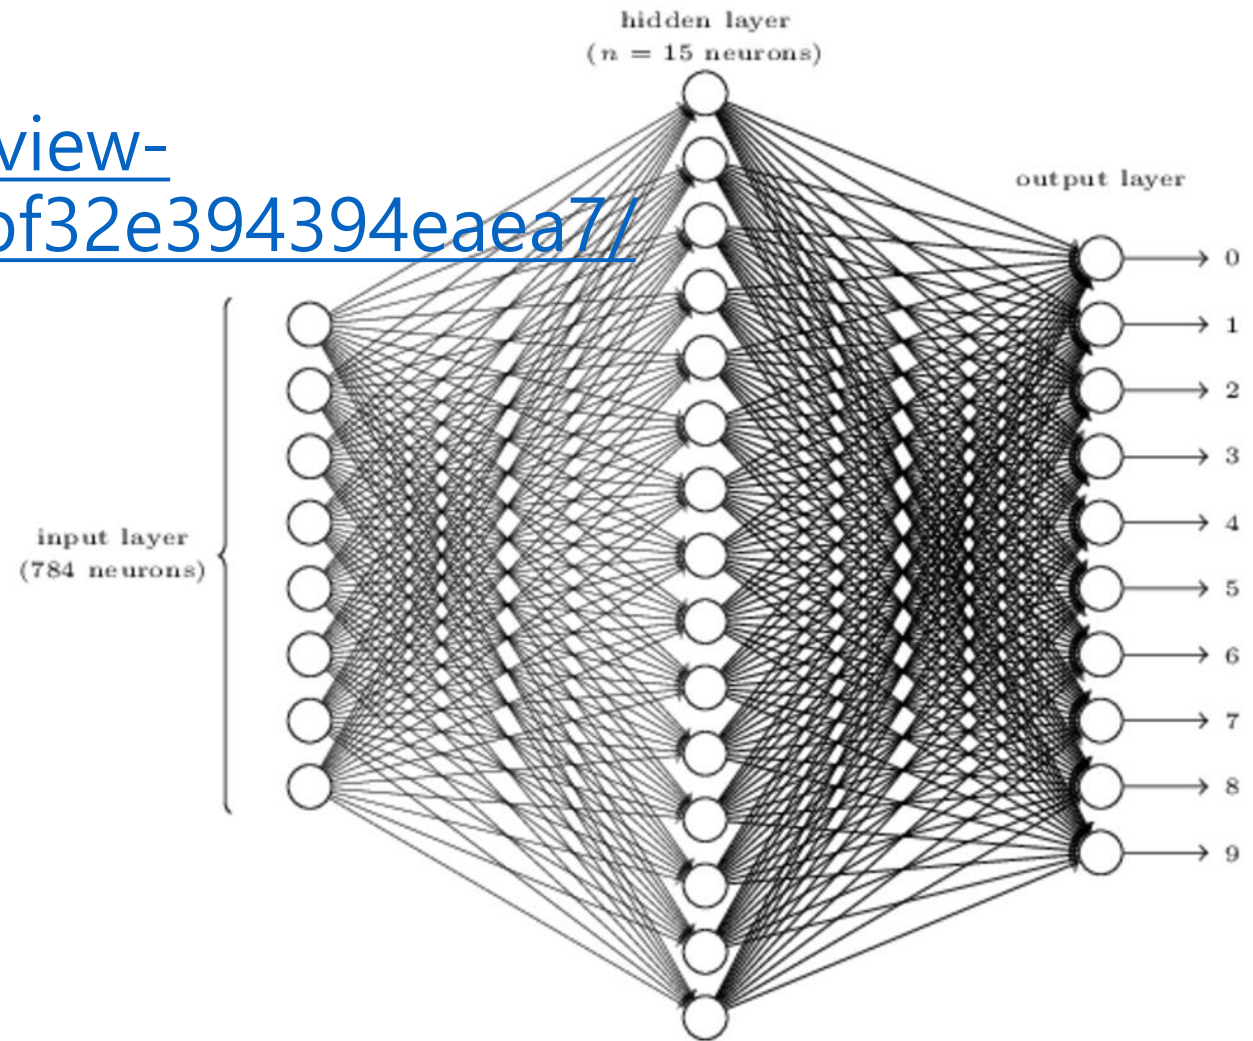 hidden layer
(n = 15 neurons)
view-
bf32e394394eaea7/
output layer
input layer
(784 neurons)
0
1
2
3
4
5
6
7
8
9